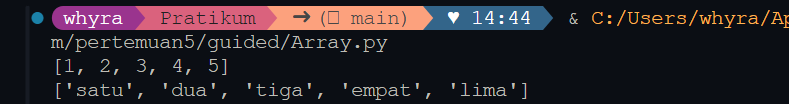 whyra Pratikum ➜ ( main) ♥ 14:44 & C:/Users/whyra/Ap
m/pertemuan5/guided/Array.py
[1, 2, 3, 4, 5]
['satu', 'dua', 'tiga', 'empat', 'lima']